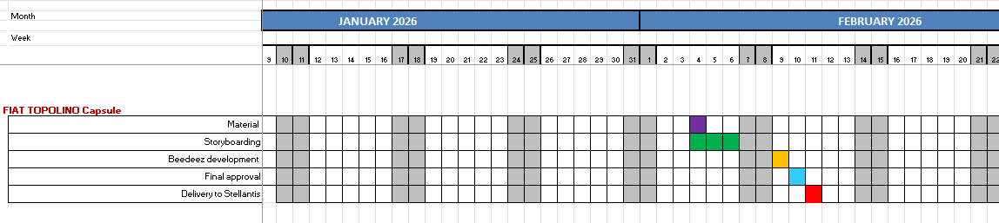 Month JANUARY 2026 FEBRUARY 2026
Week
9 10 11 12 13 14 15 16 17 18 19 20 21 22 23 24 25 26 27 28 29 30 31 1 2 3 4 5 6 7 8 9 10 11 12 13 14 15 16 17 18 19 20 21 22
FIAT TOPOLINO Capsule
Material
Storyboarding
Beedeez development
Final approval
Delivery to Stellantis